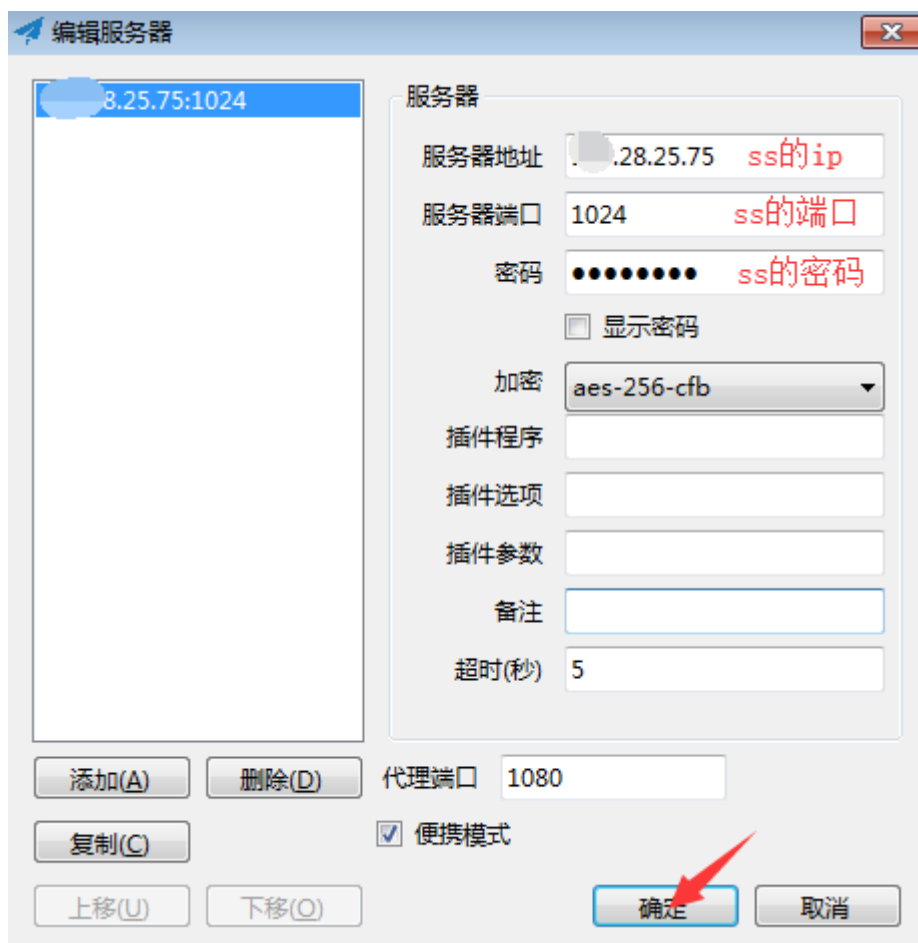 编辑服务器
8.25.75:1024
服务器
服务器地址 .28.25.75 ss的ip
服务器端口 1024 ss的端口
密码 ●●●●●●●● ss的密码
显示密码
加密 aes-256-cfb
插件程序
插件选项
插件参数
备注
超时(秒) 5
添加(A) 删除(D) 代理端口 1080
复制(C) 便携模式
上移(U) 下移(O) 确定 取消